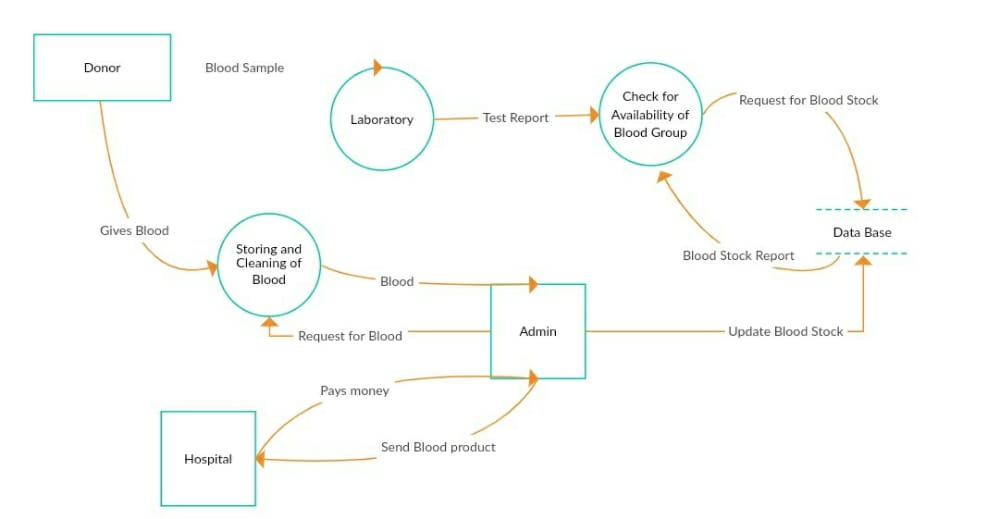 Donor
Blood Sample
Laboratory
Test Report
Check for
Availability of
Blood Group
Request for Blood Stock
Gives Blood
Storing and
Cleaning of
Blood
Blood
Data Base
Blood Stock Report
Request for Blood
Admin
Update Blood Stock
Pays money
Send Blood product
Hospital